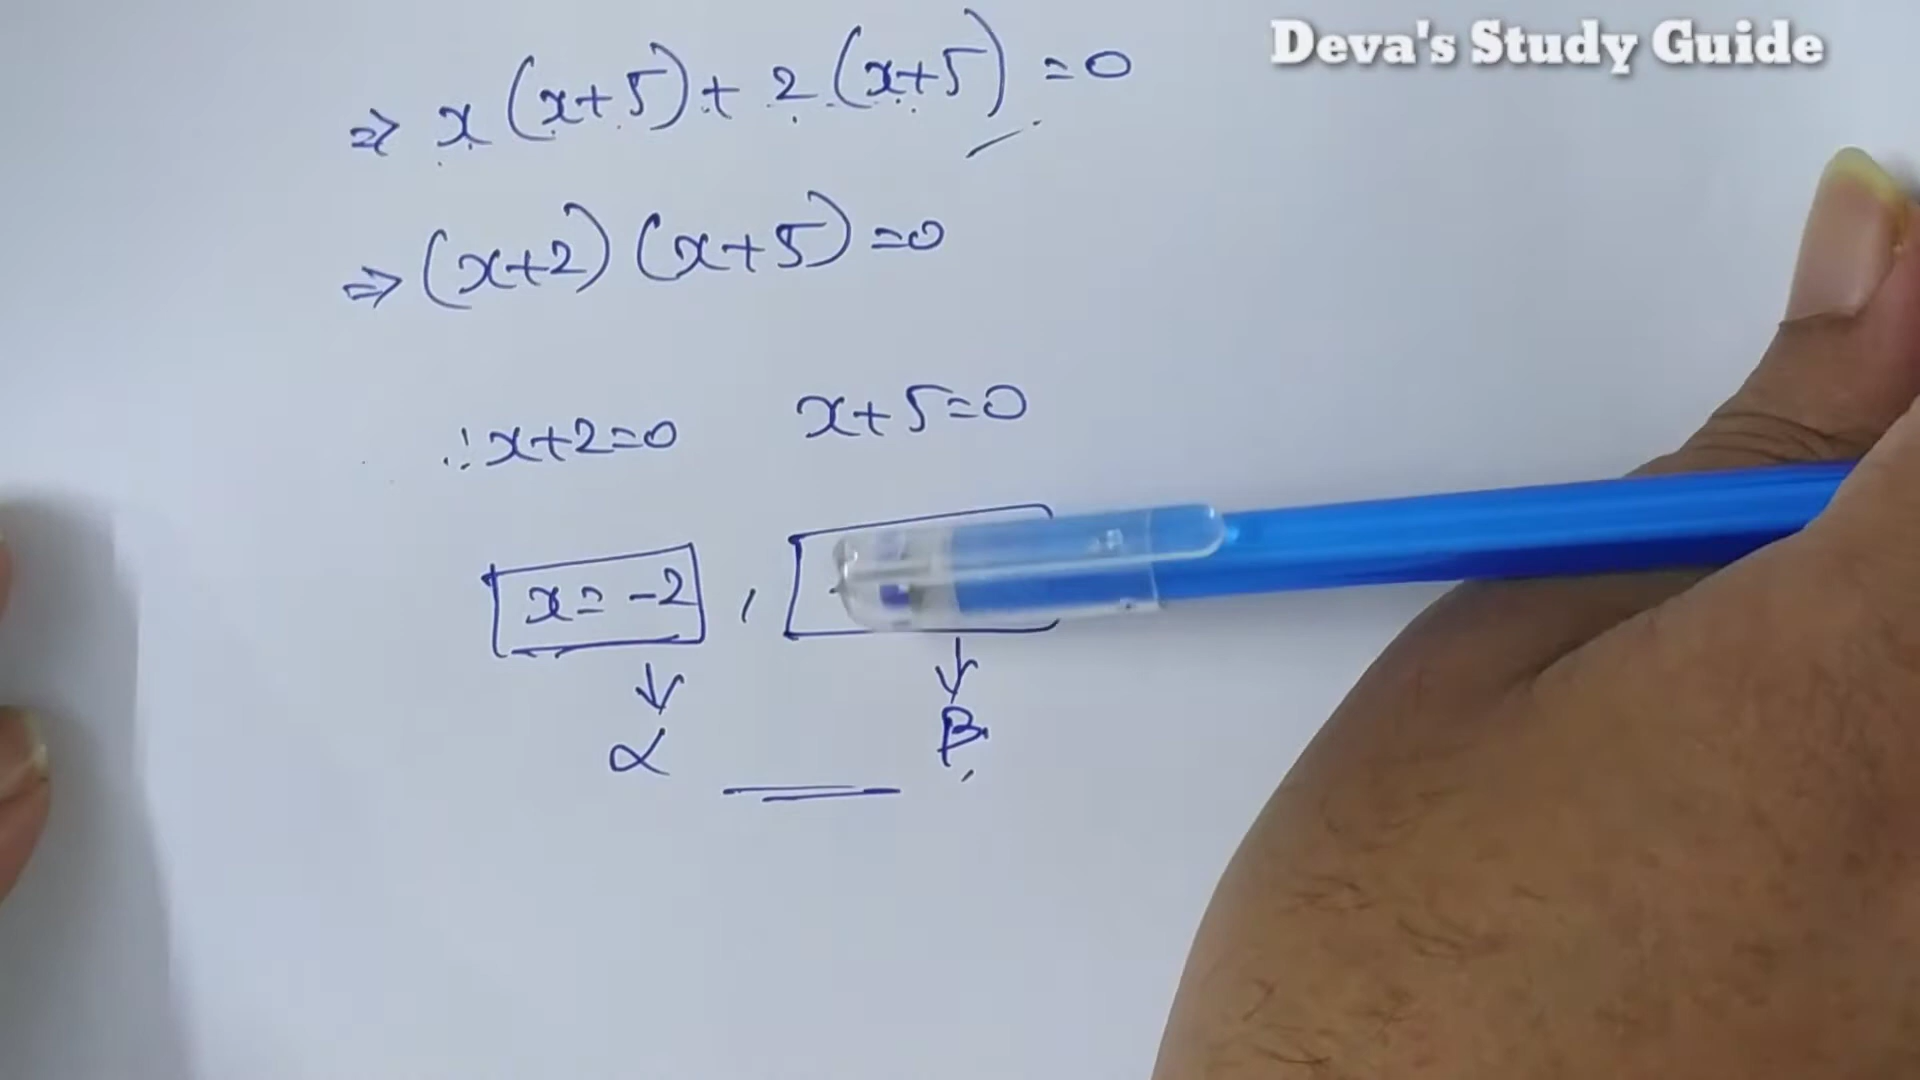 Deva's Study Guide
⇒ x(x+5)+2(x+5)=0
⇒ (x+2)(x+5)=0
∴ x+2=0 x+5=0
x=-2 ,
↓ ↓
α β